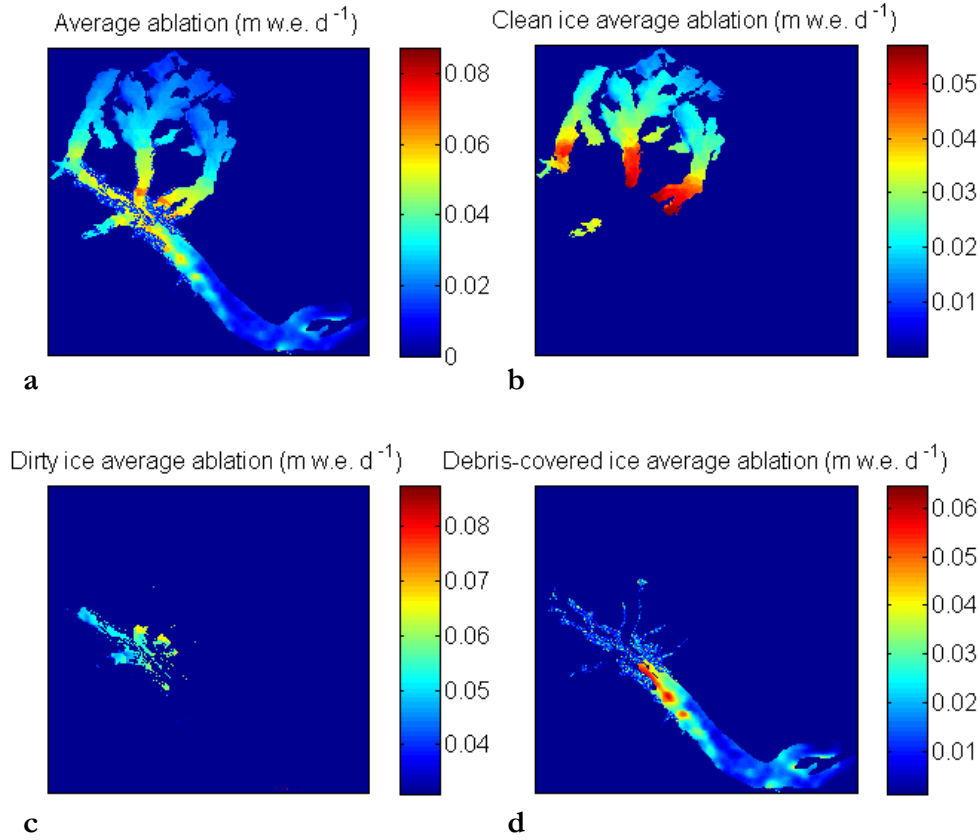 Average ablation (m w.e. d⁻¹)
0.08
0.06
0.04
0.02
0
a
Clean ice average ablation (m w.e. d⁻¹)
0.05
0.04
0.03
0.02
0.01
b
Dirty ice average ablation (m w.e. d⁻¹)
0.08
0.07
0.06
0.05
0.04
c
Debris-covered ice average ablation (m w.e. d⁻¹)
0.06
0.05
0.04
0.03
0.02
0.01
d